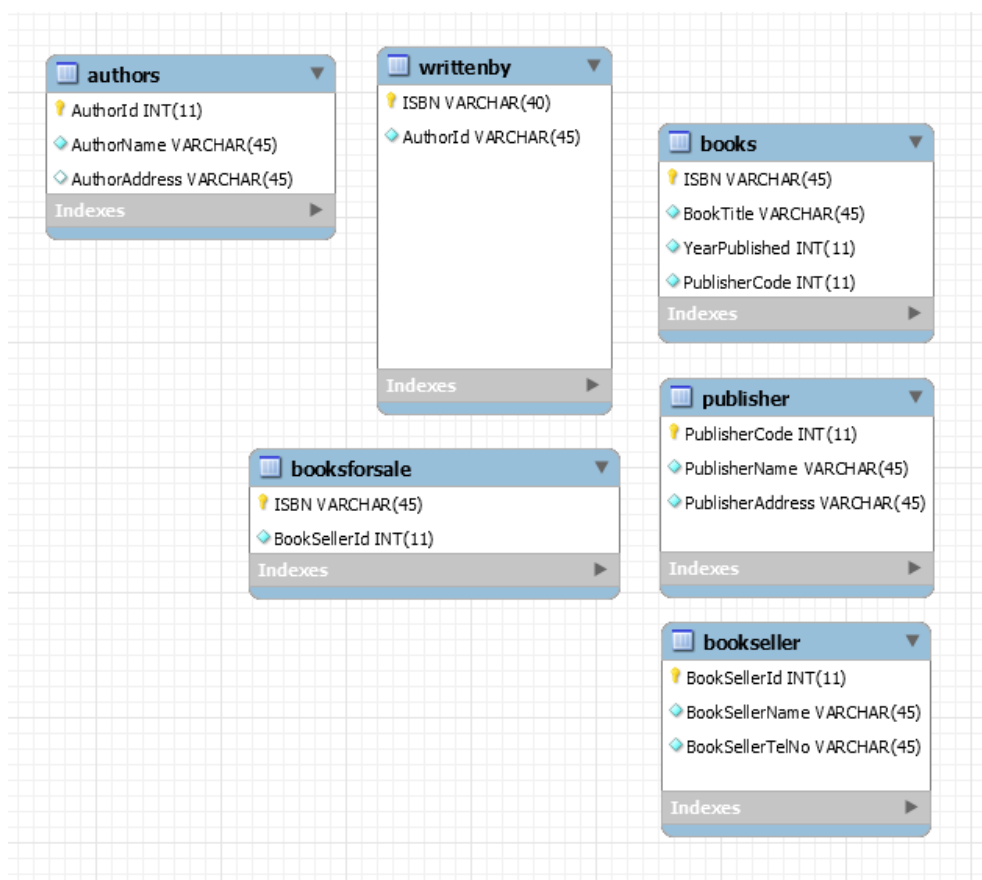 authors
AuthorId INT(11)
AuthorName VARCHAR(45)
AuthorAddress VARCHAR(45)
Indexes
writtenby
ISBN VARCHAR(40)
AuthorId VARCHAR(45)
Indexes
books
ISBN VARCHAR(45)
BookTitle VARCHAR(45)
YearPublished INT(11)
PublisherCode INT(11)
Indexes
booksforsale
ISBN VARCHAR(45)
BookSellerId INT(11)
Indexes
publisher
PublisherCode INT(11)
PublisherName VARCHAR(45)
PublisherAddress VARCHAR(45)
Indexes
bookseller
BookSellerId INT(11)
BookSellerName VARCHAR(45)
BookSellerTelNo VARCHAR(45)
Indexes